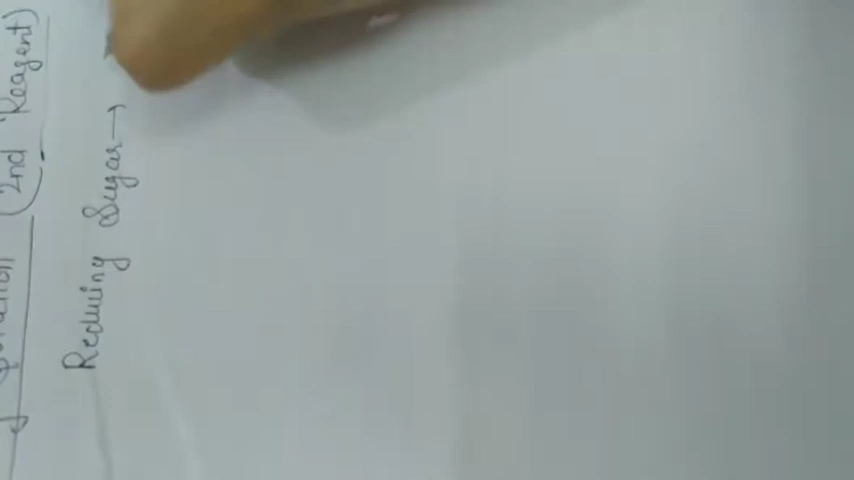 (2nd Reagent)
Reducing Sugar →